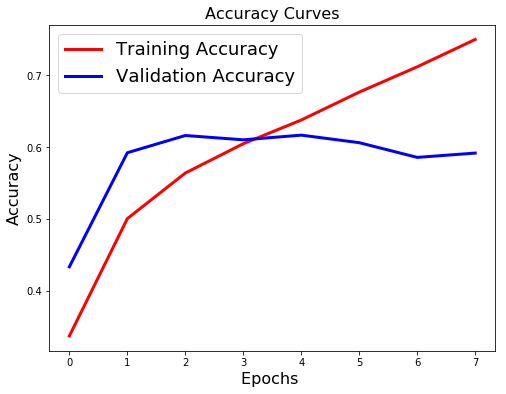 Accuracy Curves
Training Accuracy
Validation Accuracy
Accuracy
0.7
0.6
0.5
0.4
0 1 2 3 4 5 6 7
Epochs